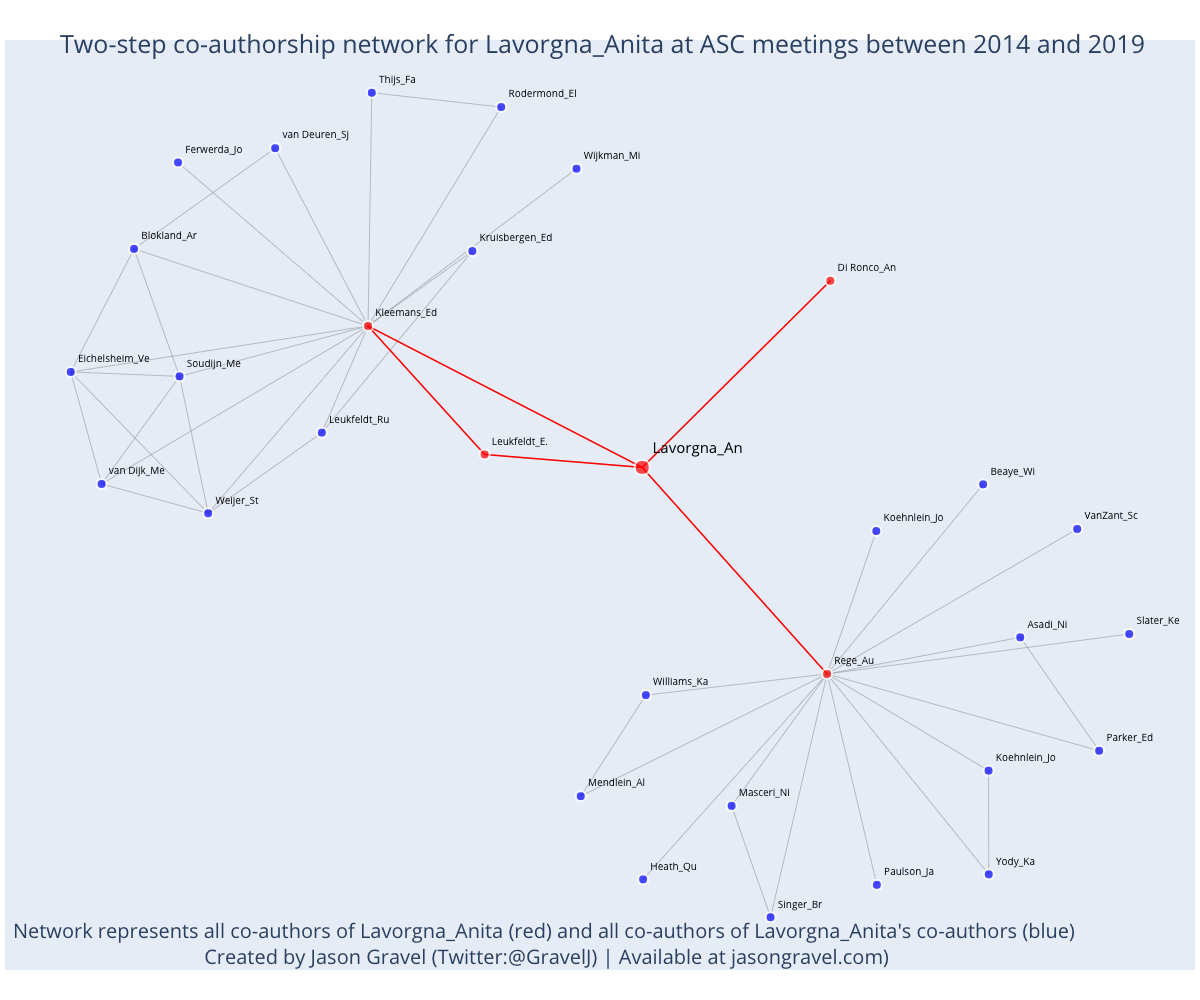 Two-step co-authorship network for Lavorgna_Anita at ASC meetings between 2014 and 2019
Thijs_Fa
Rodermond_El
van Deuren_Sj
Ferwerda_Jo
Wijkman_Mi
Blokland_Ar
Kruisbergen_Ed
Di Ronco_An
Kleemans_Ed
Eichelsheim_Ve
Soudijn_Me
Leukfeldt_Ru
Leukfeldt_E.
Lavorgna_An
van Dijk_Me
Beaye_Wi
Weijer_St
Koehnlein_Jo
VanZant_Sc
Asadi_Ni
Slater_Ke
Rege_Au
Williams_Ka
Parker_Ed
Koehnlein_Jo
Mendlein_Al
Masceri_Ni
Yody_Ka
Heath_Qu
Paulson_Ja
Singer_Br
Network represents all co-authors of Lavorgna_Anita (red) and all co-authors of Lavorgna_Anita's co-authors (blue)
Created by Jason Gravel (Twitter:@GravelJ) | Available at jasongravel.com)